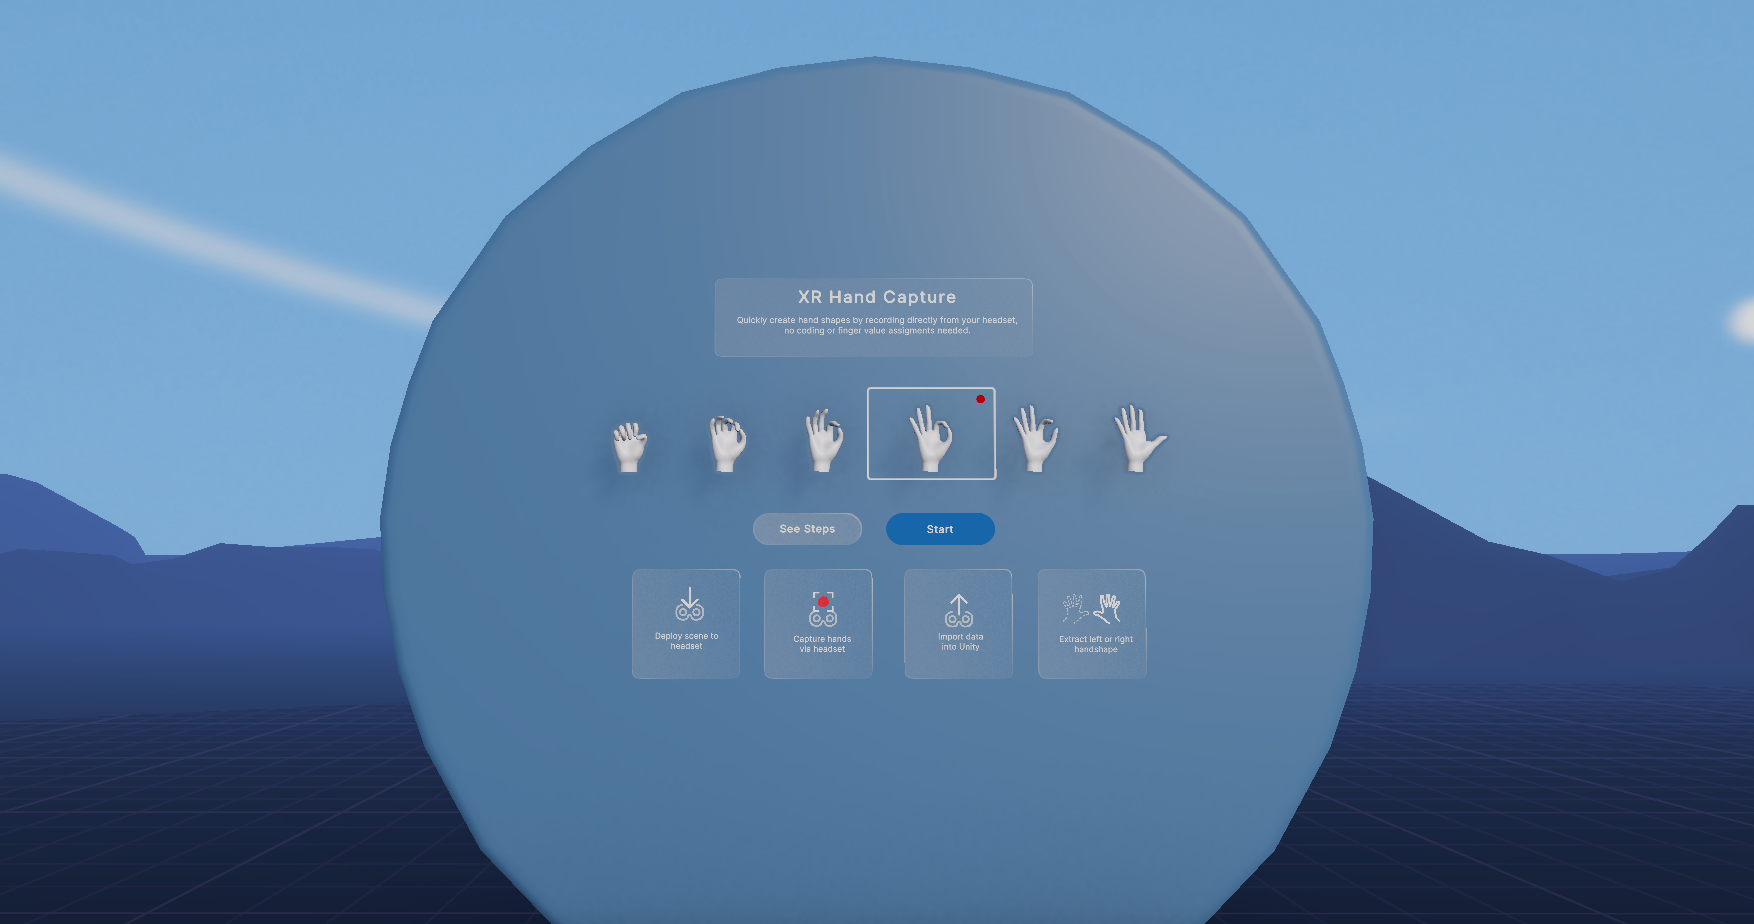 XR Hand Capture
Quickly create hand shapes by recording directly from your headset,
no coding or finger value assigments needed.
See Steps
Start
Deploy scene to
headset
Capture hands
via headset
Import data
into Unity
Extract left or right
handshape